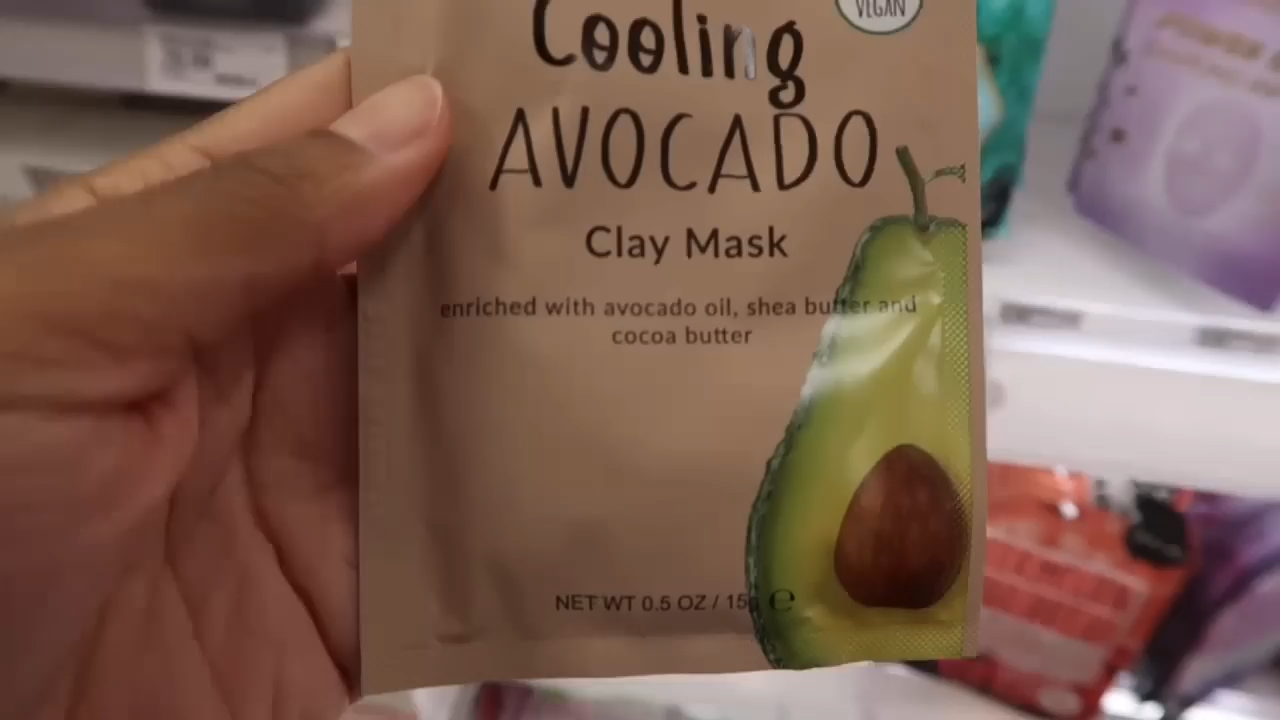 VEGAN
Cooling
AVOCADO
Clay Mask
enriched with avocado oil, shea butter and
cocoa butter
NET WT 0.5 OZ / 15g ℮